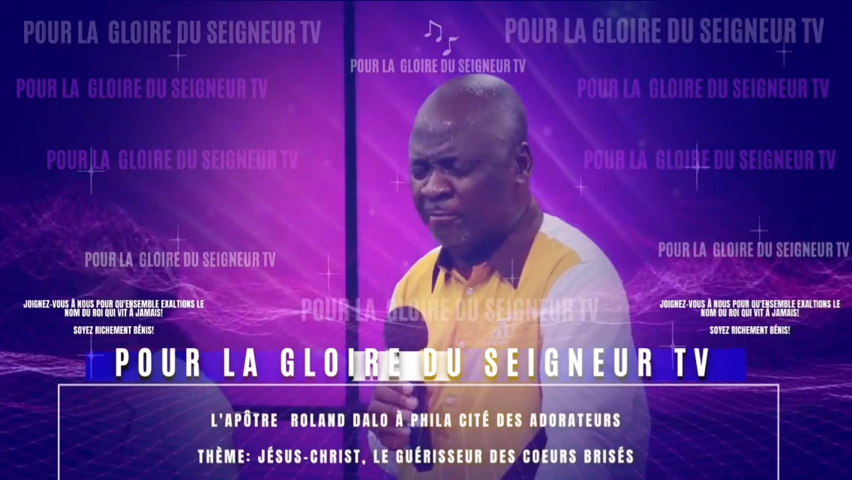 POUR LA GLOIRE DU SEIGNEUR TV
POUR LA GLOIRE DU SEIGNEUR TV
POUR LA GLOIRE DU SEIGNEUR TV
POUR LA GLOIRE DU SEIGNEUR TV
POUR LA GLOIRE DU SEIGNEUR TV
POUR LA GLOIRE DU SEIGNEUR TV
POUR LA GLOIRE DU SEIGNEUR TV
POUR LA GLOIRE DU SEIGNEUR TV
POUR LA GLOIRE DU SEIGNEUR TV
JOIGNEZ-VOUS À NOUS POUR QU'ENSEMBLE EXALTIONS LE
NOM DU ROI QUI VIT À JAMAIS!
SOYEZ RICHEMENT BÉNIS!
POUR LA GLOIRE DU SEIGNEUR TV
JOIGNEZ-VOUS À NOUS POUR QU'ENSEMBLE EXALTIONS LE
NOM DU ROI QUI VIT À JAMAIS!
SOYEZ RICHEMENT BÉNIS!
POUR LA GLOIRE DU SEIGNEUR TV
L'APÔTRE ROLAND DALO À PHILA CITÉ DES ADORATEURS
THÈME: JÉSUS-CHRIST, LE GUÉRISSEUR DES COEURS BRISÉS